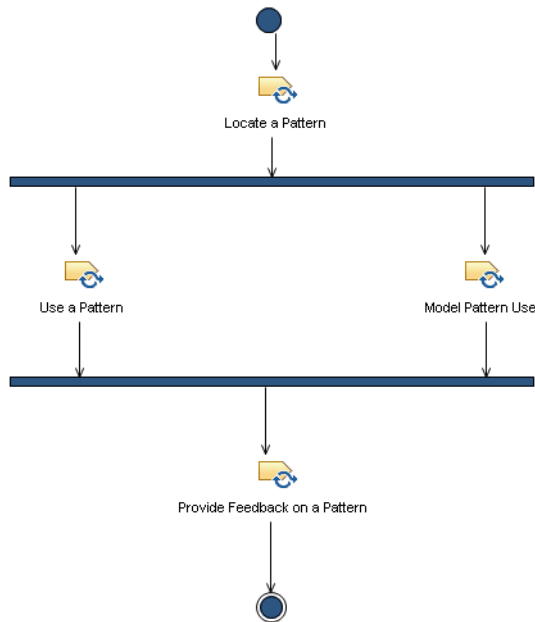 Locate a Pattern
Use a Pattern
Model Pattern Use
Provide Feedback on a Pattern